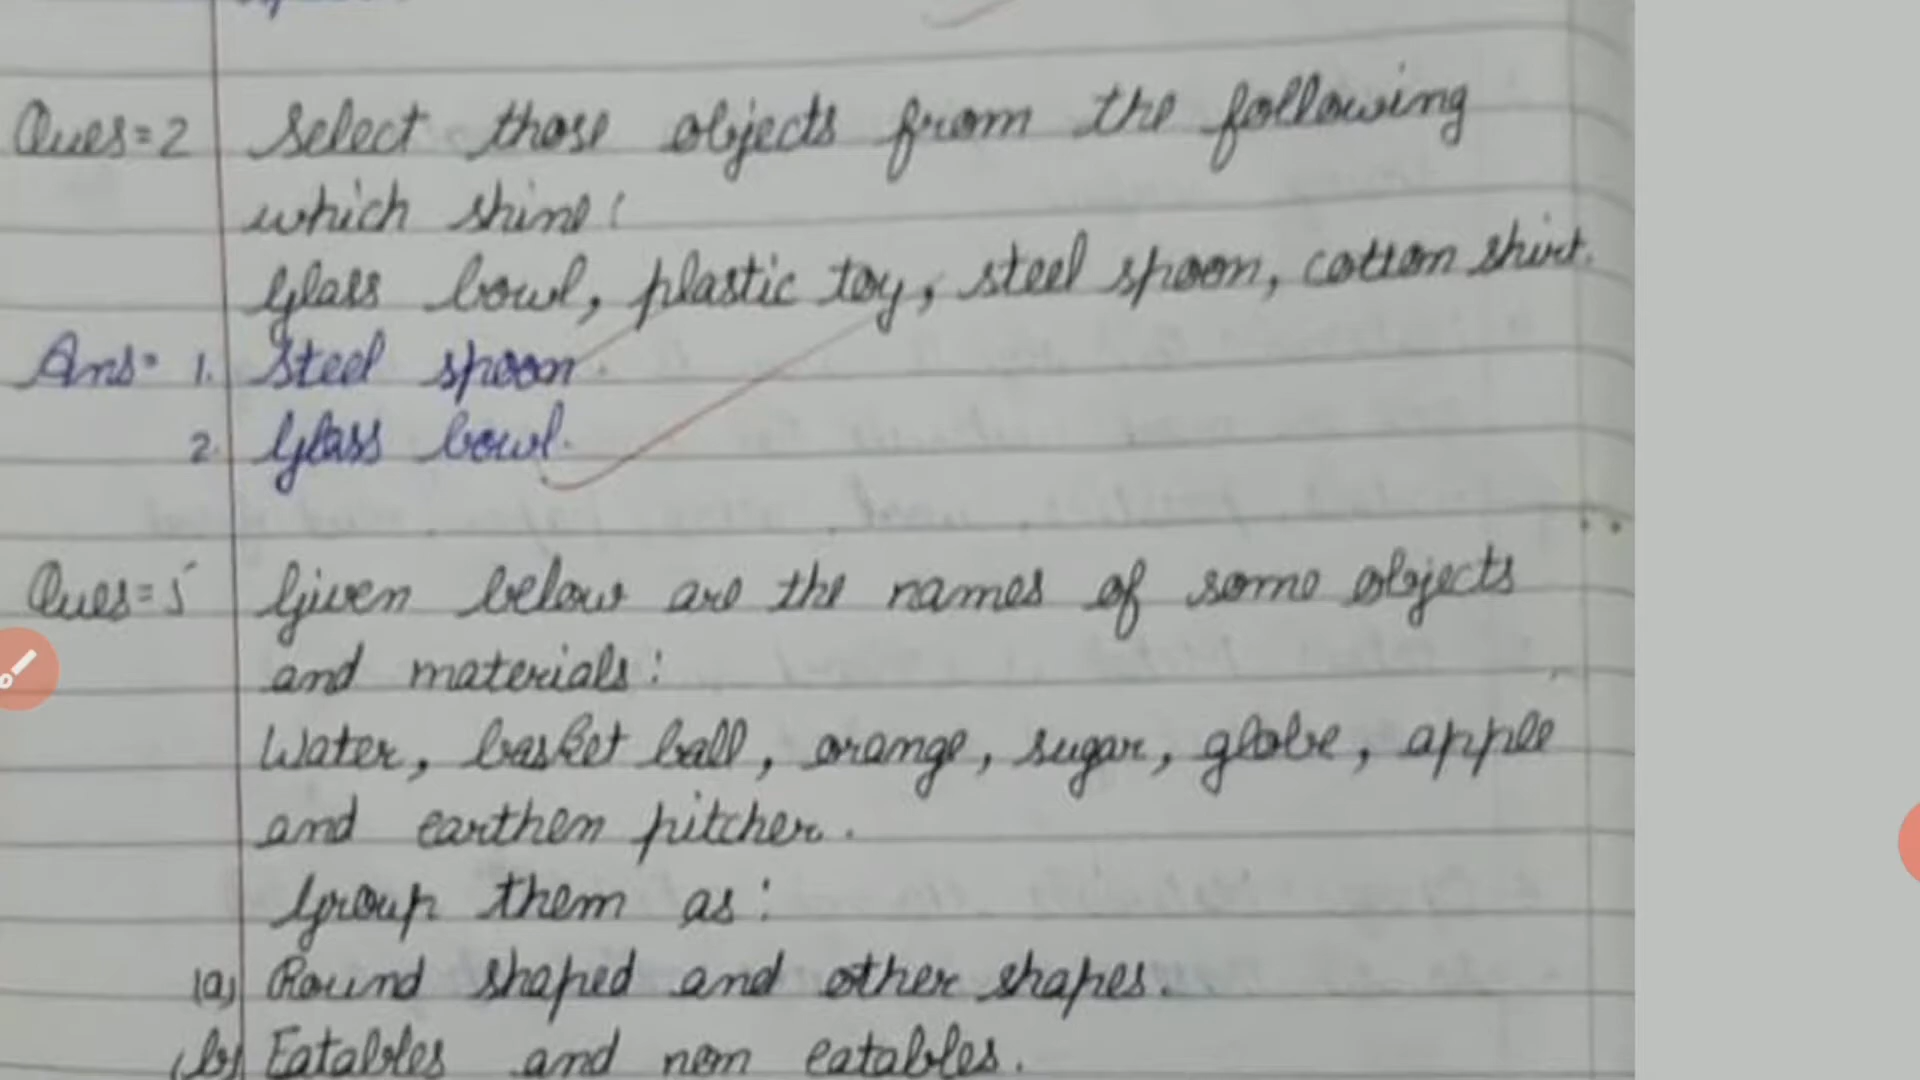 Ques=2 Select those objects from the following
which shine:
Glass bowl, plastic toy, steel spoon, cotton shirt.
Ans= 1. Steel spoon.
2. Glass bowl.
Ques=5 Given below are the names of some objects
and materials:
Water, basket ball, orange, sugar, globe, apple
and earthen pitcher.
Group them as:
(a) Round shaped and other shapes.
(b) Eatables and non eatables.